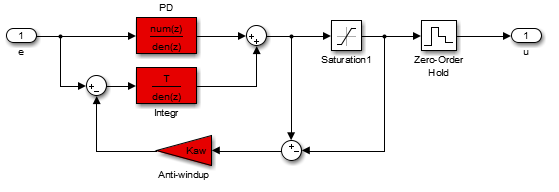 PD
1
e
num(z)
den(z)
T
den(z)
Integr
Saturation1
Zero-Order
Hold
1
u
Kaw
Anti-windup